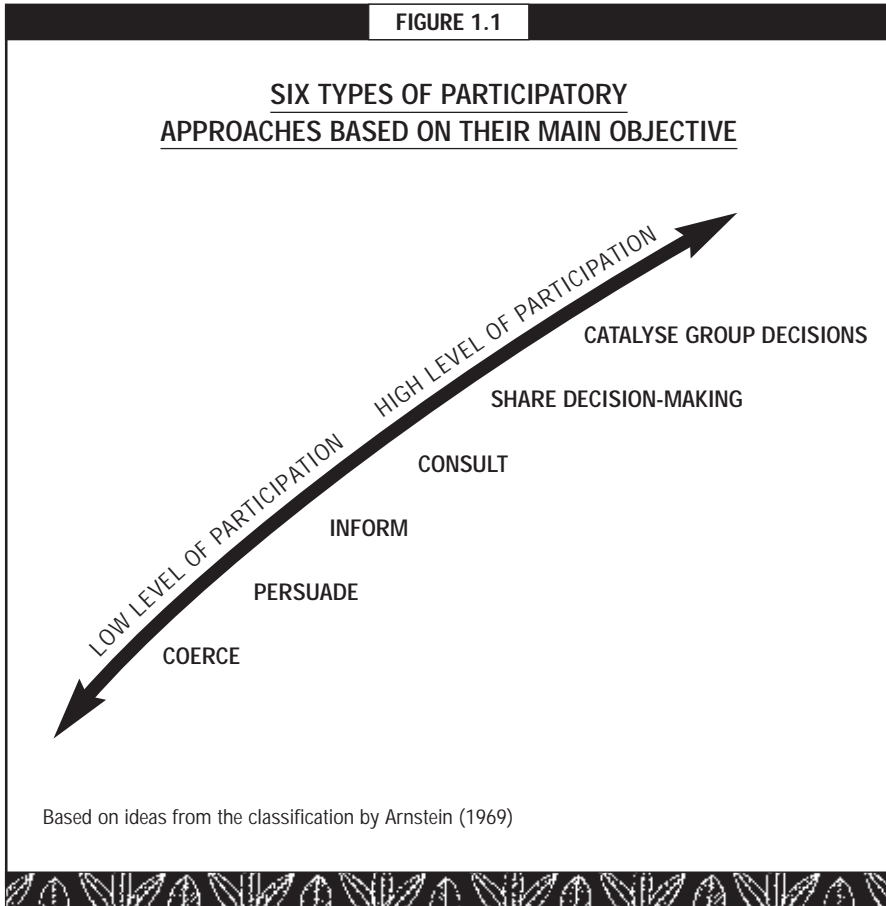 FIGURE 1.1
SIX TYPES OF PARTICIPATORY
APPROACHES BASED ON THEIR MAIN OBJECTIVE
HIGH LEVEL OF PARTICIPATION
CATALYSE GROUP DECISIONS
SHARE DECISION-MAKING
CONSULT
LOW LEVEL OF PARTICIPATION
INFORM
PERSUADE
COERCE
Based on ideas from the classification by Arnstein (1969)